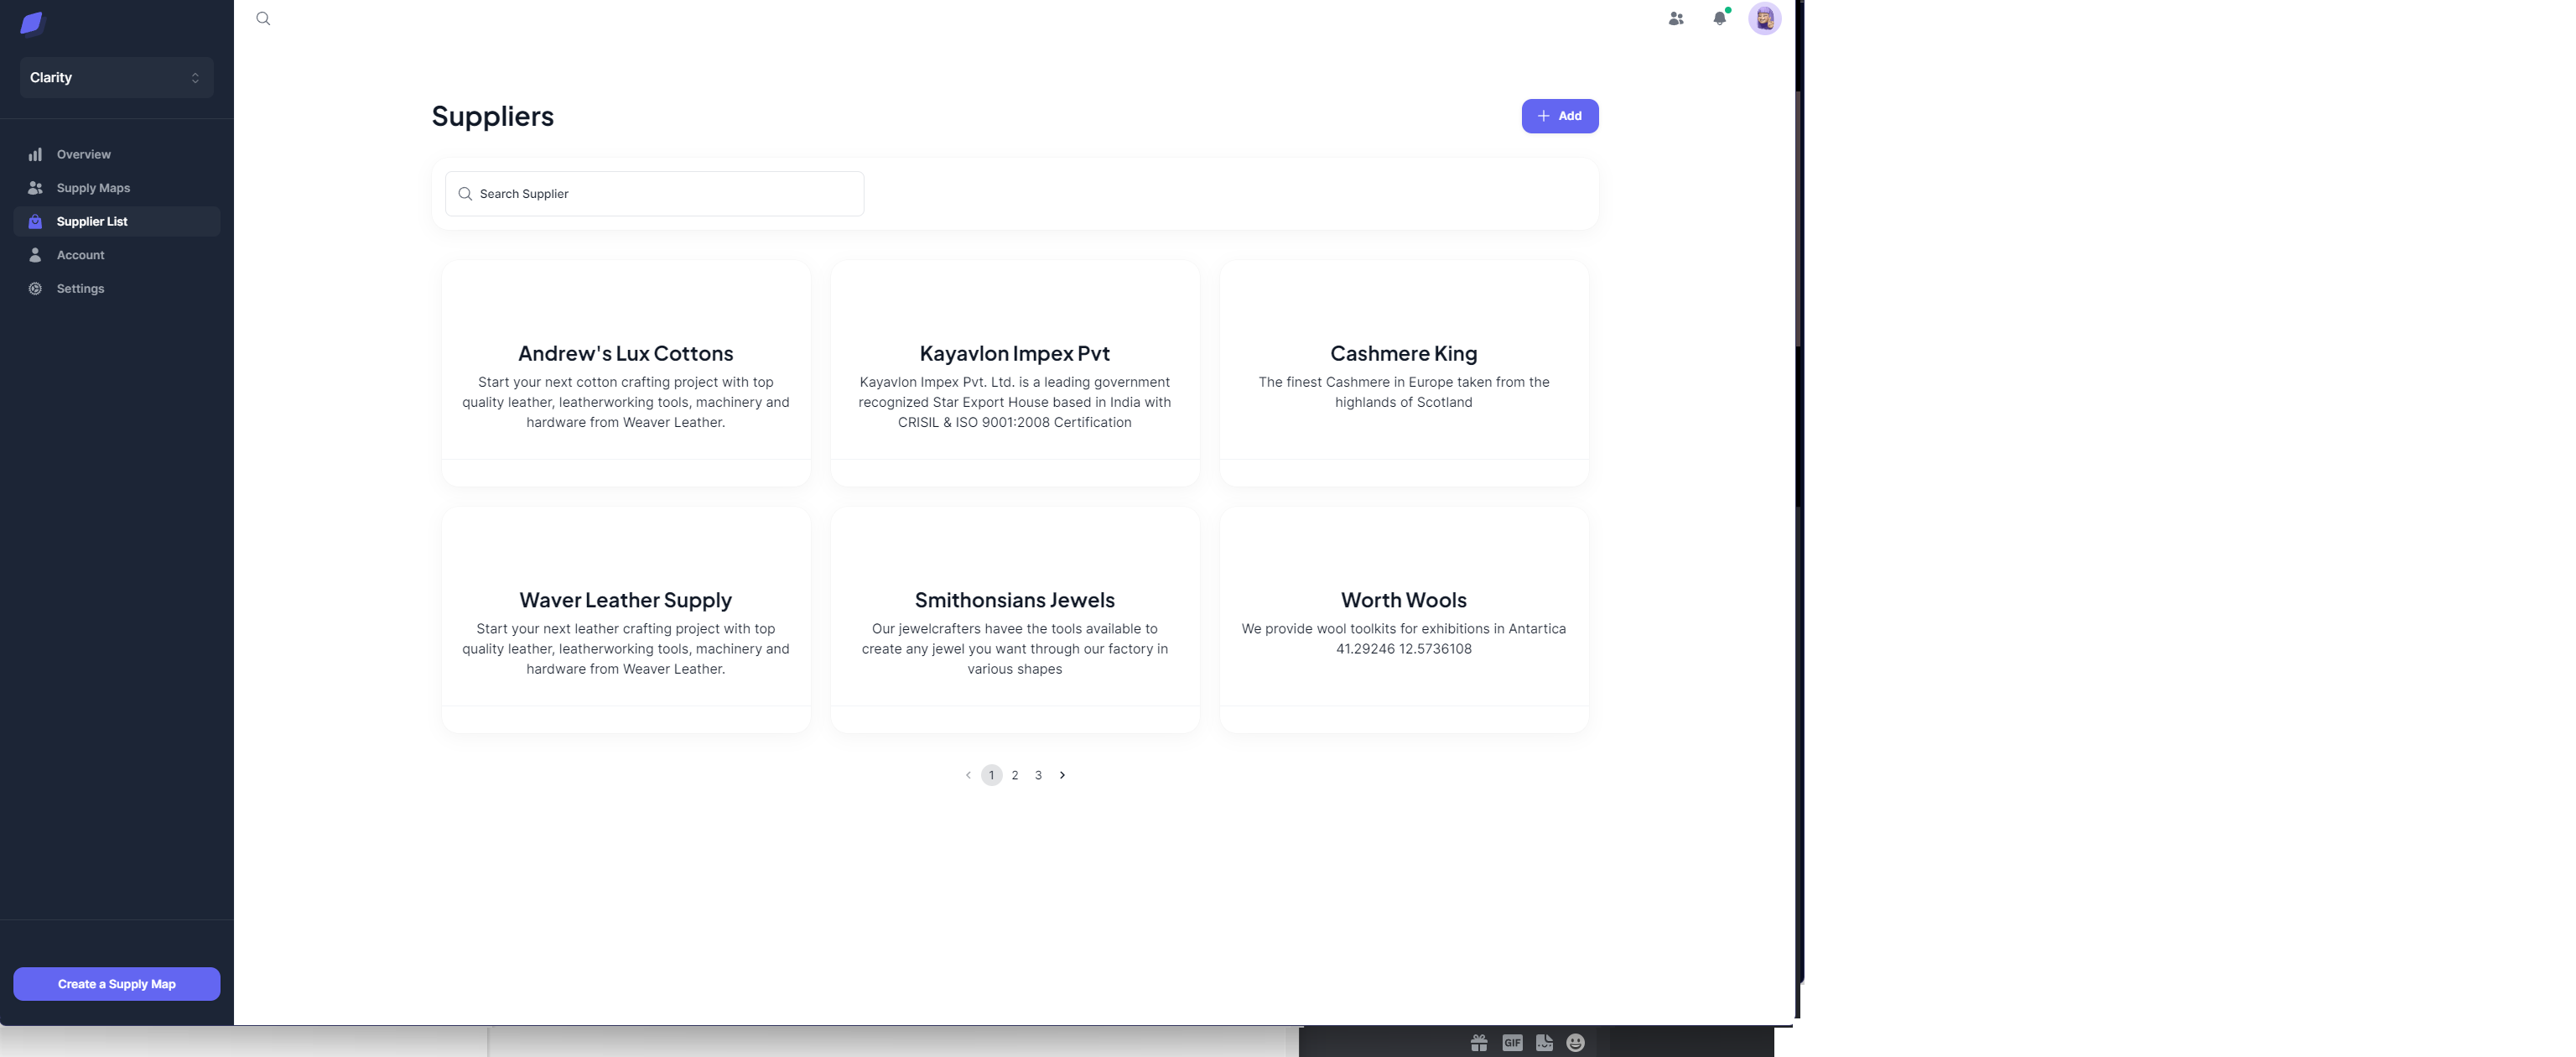 Clarity
Overview
Supply Maps
Supplier List
Account
Settings
Create a Supply Map
Suppliers
Add
Search Supplier
Andrew's Lux Cottons
Start your next cotton crafting project with top
quality leather, leatherworking tools, machinery and
hardware from Weaver Leather.
Kayavlon Impex Pvt
Kayavlon Impex Pvt. Ltd. is a leading government
recognized Star Export House based in India with
CRISIL & ISO 9001:2008 Certification
Cashmere King
The finest Cashmere in Europe taken from the
highlands of Scotland
Waver Leather Supply
Start your next leather crafting project with top
quality leather, leatherworking tools, machinery and
hardware from Weaver Leather.
Smithonsians Jewels
Our jewelcrafters havee the tools available to
create any jewel you want through our factory in
various shapes
Worth Wools
We provide wool toolkits for exhibitions in Antartica
41.29246 12.5736108
1 2 3
GIF